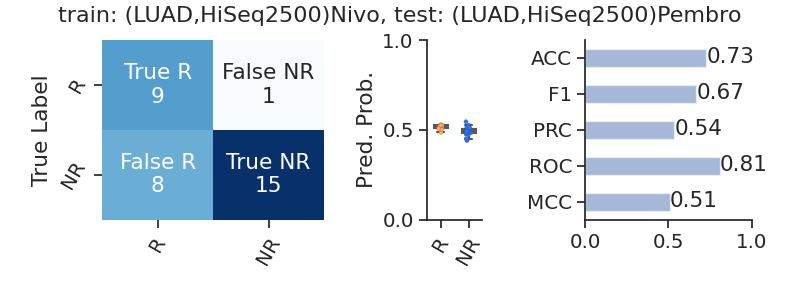 train: (LUAD,HiSeq2500)Nivo, test: (LUAD,HiSeq2500)Pembro
True Label
R
NR
True R
9
False NR
1
False R
8
True NR
15
R
NR
Pred. Prob.
1.0
0.5
0.0
R
NR
ACC
0.73
F1
0.67
PRC
0.54
ROC
0.81
MCC
0.51
0.0
0.5
1.0